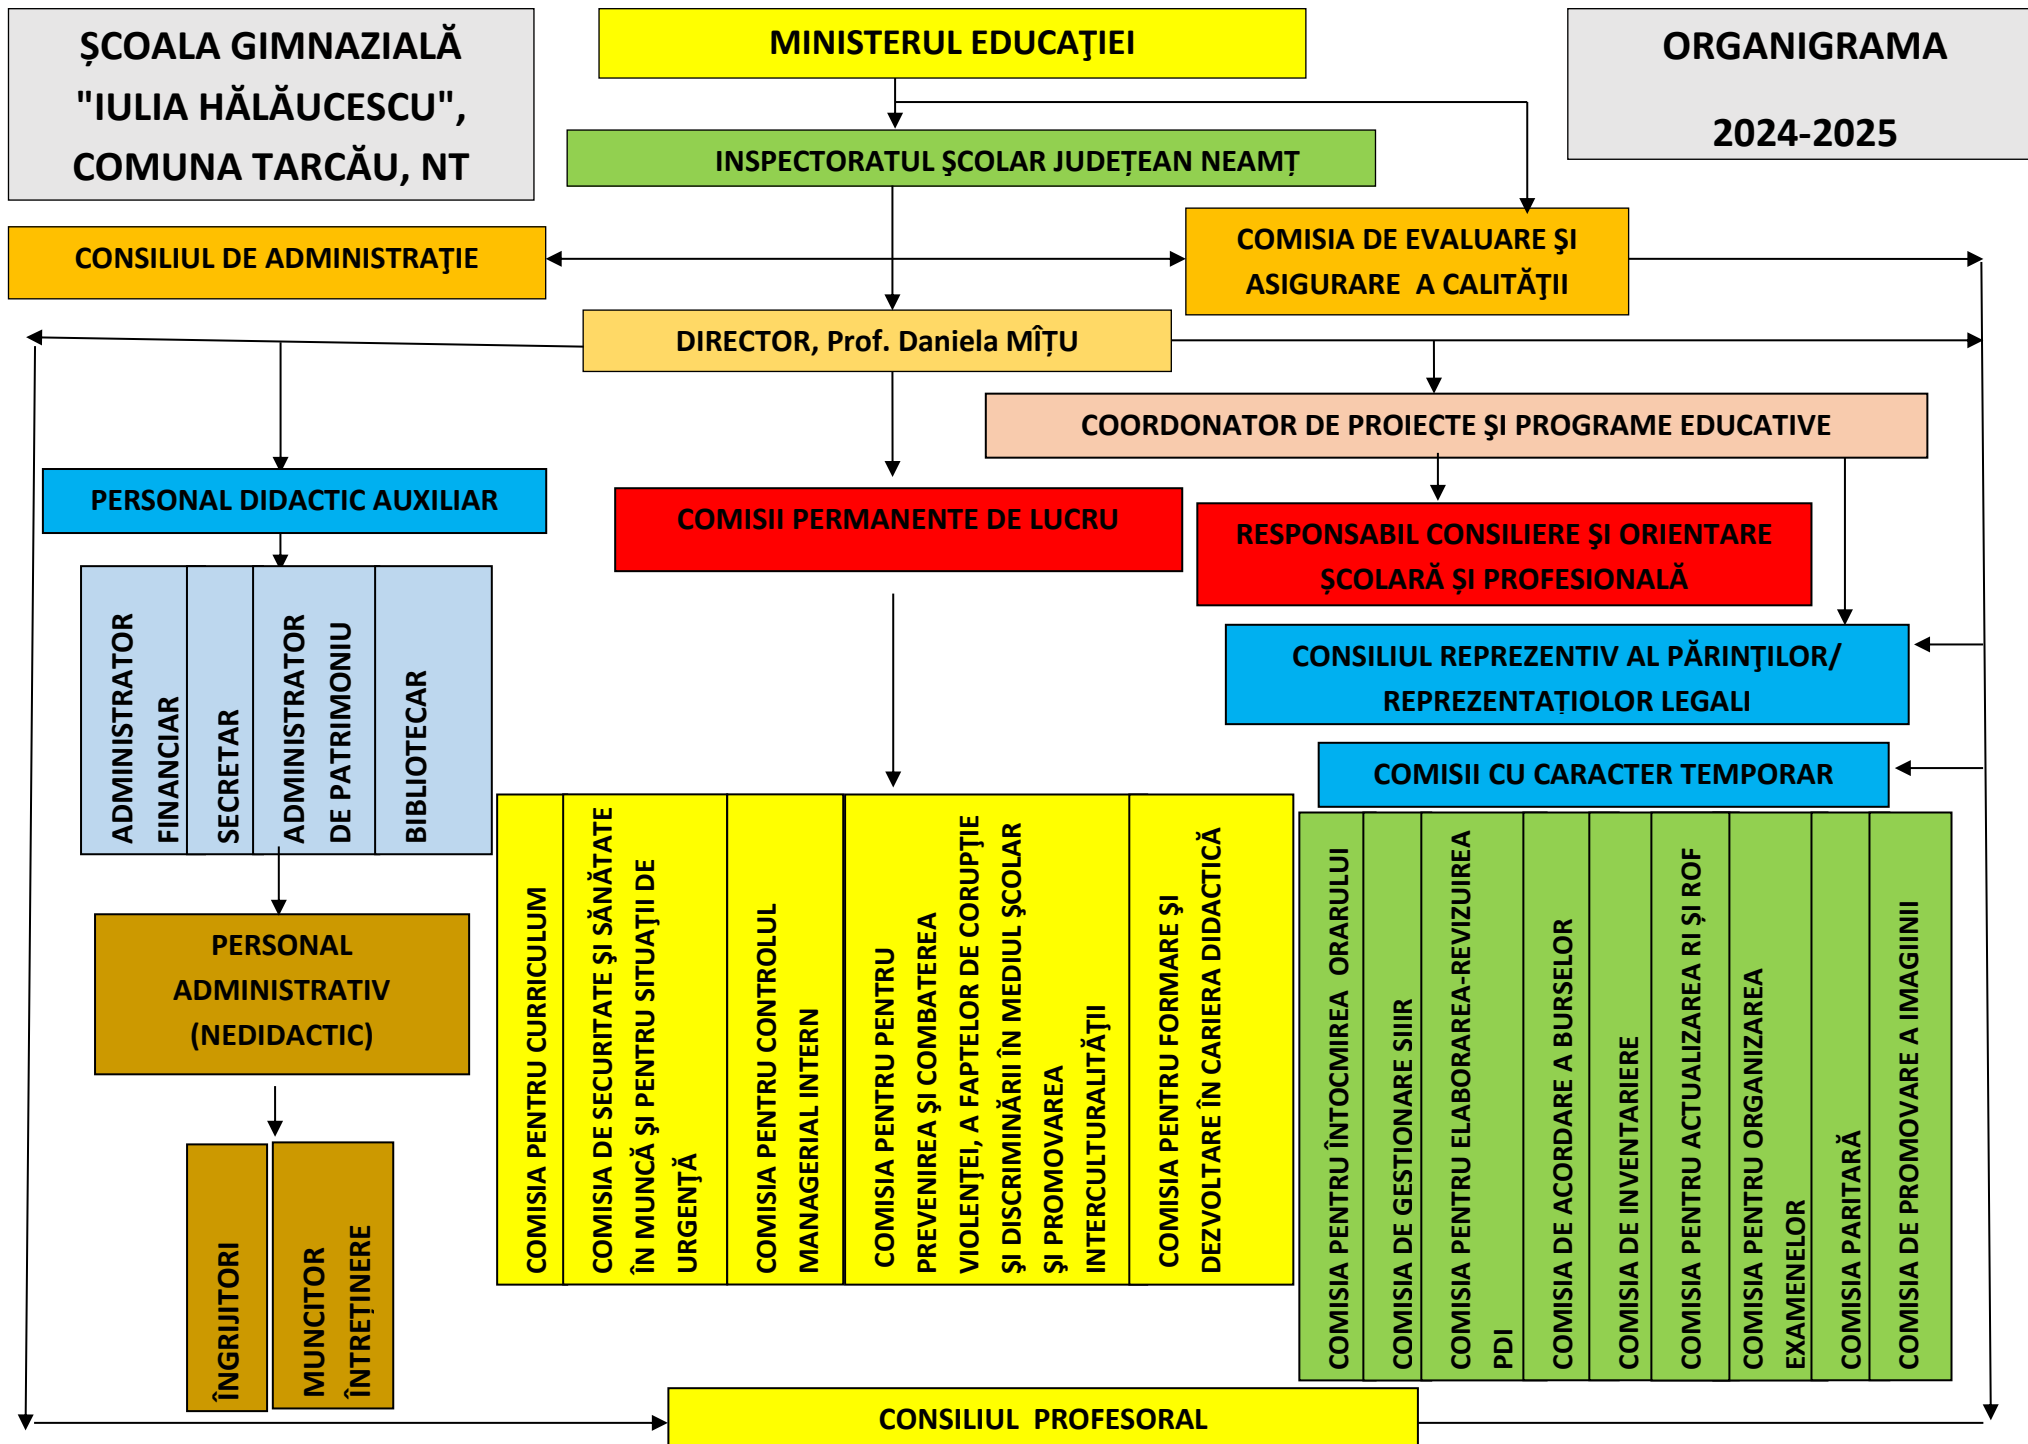 ȘCOALA GIMNAZIALĂ
"IULIA HĂLĂUCESCU",
COMUNA TARCĂU, NT
MINISTERUL EDUCAŢIEI
ORGANIGRAMA
2024-2025
INSPECTORATUL ŞCOLAR JUDEȚEAN NEAMȚ
CONSILIUL DE ADMINISTRAŢIE
COMISIA DE EVALUARE ŞI
ASIGURARE A CALITĂŢII
DIRECTOR, Prof. Daniela MÎȚU
COORDONATOR DE PROIECTE ŞI PROGRAME EDUCATIVE
PERSONAL DIDACTIC AUXILIAR
COMISII PERMANENTE DE LUCRU
RESPONSABIL CONSILIERE ŞI ORIENTARE
ȘCOLARĂ ȘI PROFESIONALĂ
CONSILIUL REPREZENTIV AL PĂRINŢILOR/
REPREZENTAȚIOLOR LEGALI
COMISII CU CARACTER TEMPORAR
ADMINISTRATOR
FINANCIAR
SECRETAR
ADMINISTRATOR
DE PATRIMONIU
BIBLIOTECAR
PERSONAL
ADMINISTRATIV
(NEDIDACTIC)
ÎNGRIJITORI
MUNCITOR
ÎNTREȚINERE
COMISIA PENTRU CURRICULUM
COMISIA DE SECURITATE ŞI SĂNĂTATE
ÎN MUNCĂ ŞI PENTRU SITUAŢII DE
URGENŢĂ
COMISIA PENTRU CONTROLUL
MANAGERIAL INTERN
COMISIA PENTRU PENTRU
PREVENIREA ŞI COMBATEREA
VIOLENŢEI, A FAPTELOR DE CORUPŢIE
ŞI DISCRIMINĂRII ÎN MEDIUL ŞCOLAR
ŞI PROMOVAREA
INTERCULTURALITĂŢII
COMISIA PENTRU FORMARE ŞI
DEZVOLTARE ÎN CARIERA DIDACTICĂ
COMISIA PENTRU ÎNTOCMIREA ORARULUI
COMISIA DE GESTIONARE SIIIR
COMISIA PENTRU ELABORAREA-REVIZUIREA
PDI
COMISIA DE ACORDARE A BURSELOR
COMISIA DE INVENTARIERE
COMISIA PENTRU ACTUALIZAREA RI ȘI ROF
COMISIA PENTRU ORGANIZAREA
EXAMENELOR
COMISIA PARITARĂ
COMISIA DE PROMOVARE A IMAGIINII
CONSILIUL PROFESORAL